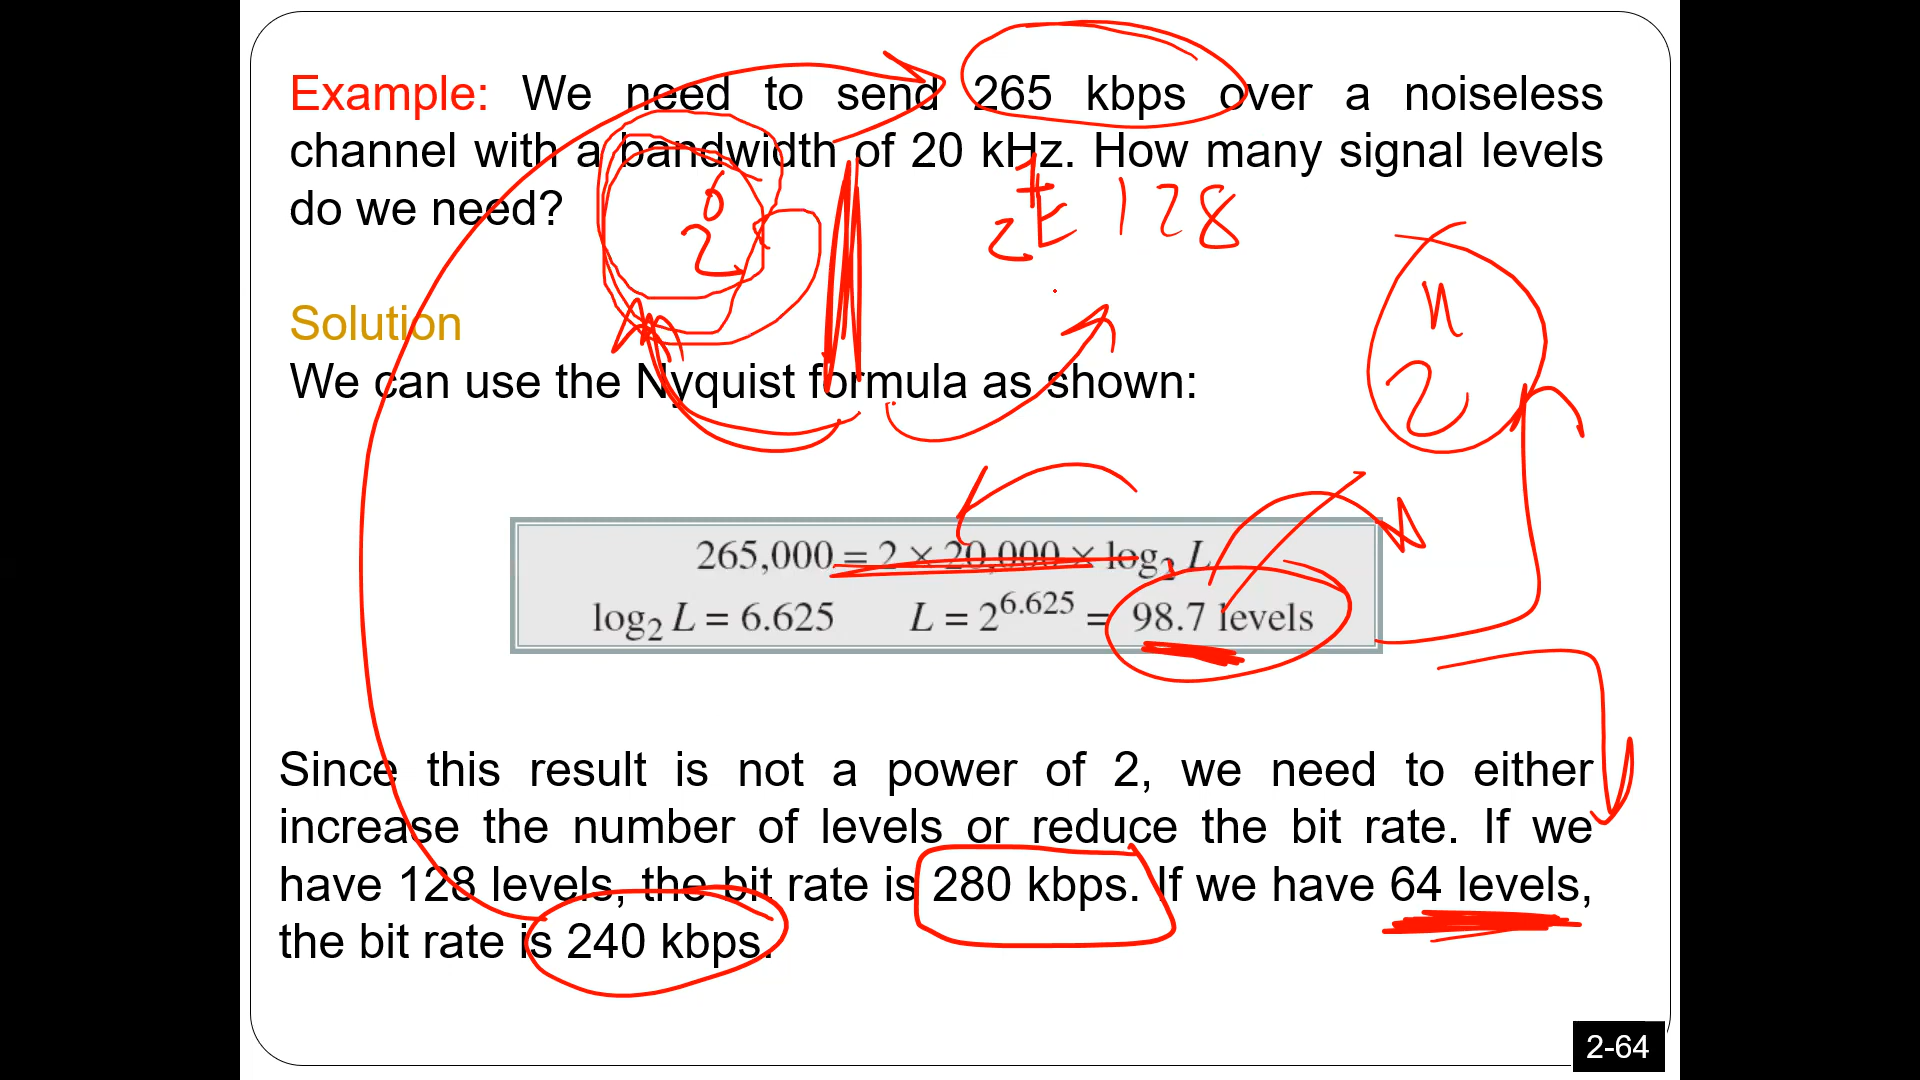 Example: We need to send 265 kbps over a noiseless
channel with a bandwidth of 20 kHz. How many signal levels
do we need?
2^7 = 128
Solution
2^n
We can use the Nyquist formula as shown:
265,000 = 2 × 20,000 × log₂ L
log₂ L = 6.625 L = 2^6.625 = 98.7 levels
Since this result is not a power of 2, we need to either
increase the number of levels or reduce the bit rate. If we
have 128 levels, the bit rate is 280 kbps. If we have 64 levels,
the bit rate is 240 kbps.
2-64